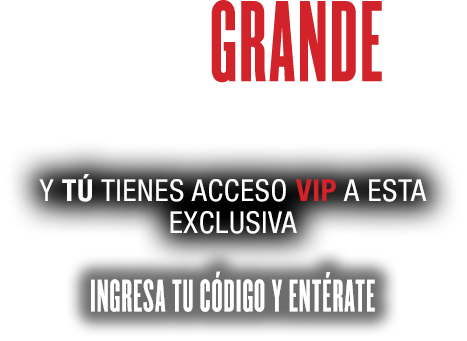 GRANDE
Y TÚ TIENES ACCESO VIP A ESTA
EXCLUSIVA
INGRESA TU CÓDIGO Y ENTÉRATE